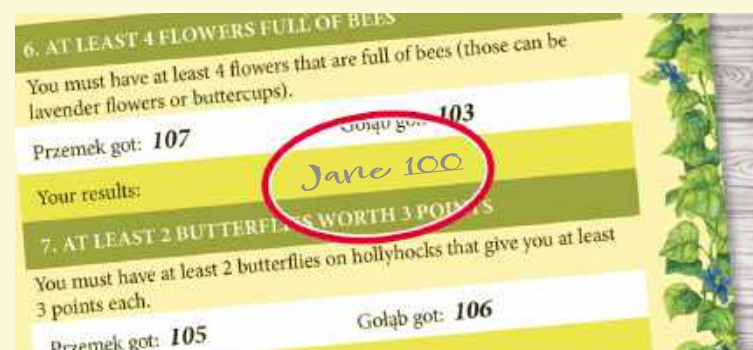 6. AT LEAST 4 FLOWERS FULL OF BEES
You must have at least 4 flowers that are full of bees (those can be
lavender flowers or buttercups).
Przemek got: 107 Gołąb got: 103
Your results: Jane 100
7. AT LEAST 2 BUTTERFLIES WORTH 3 POINTS
You must have at least 2 butterflies on hollyhocks that give you at least
3 points each.
Przemek got: 105 Gołąb got: 106